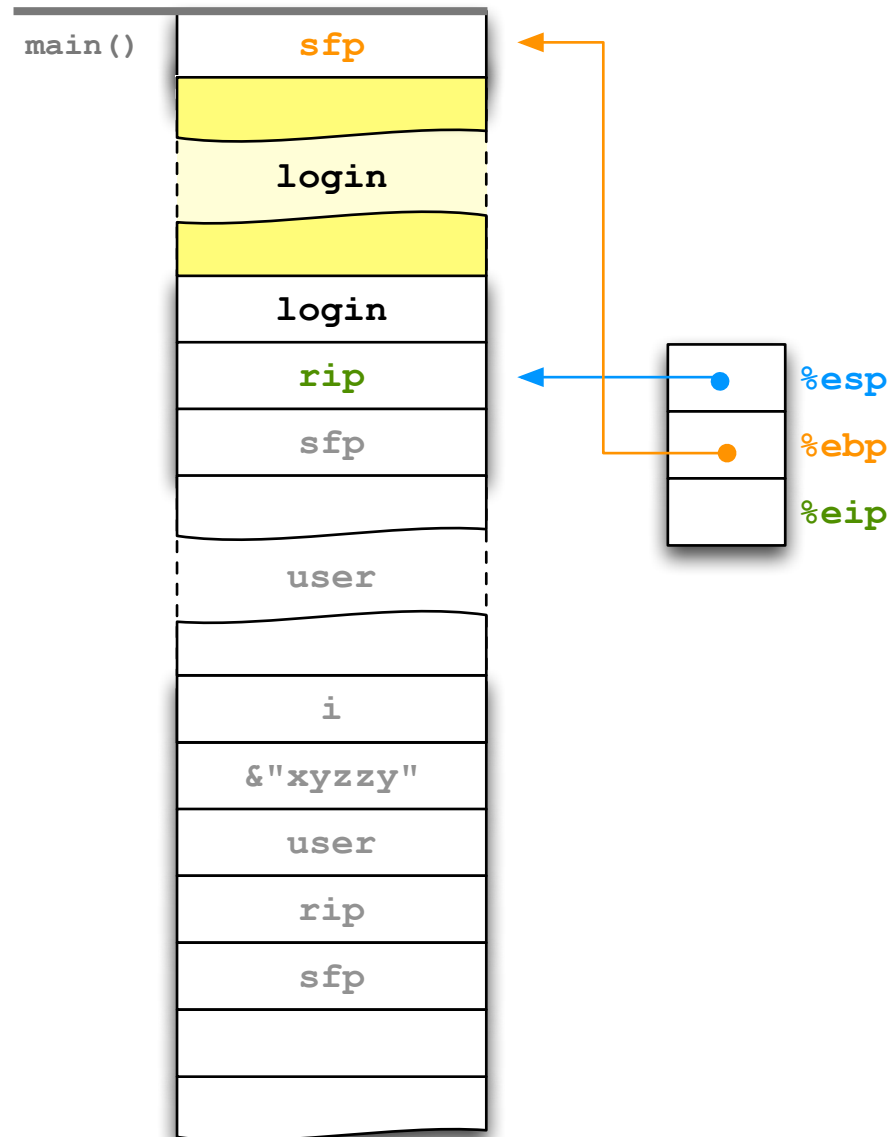 main()
sfp
login
login
rip
sfp
user
i
&"xyzzy"
user
rip
sfp
%esp
%ebp
%eip